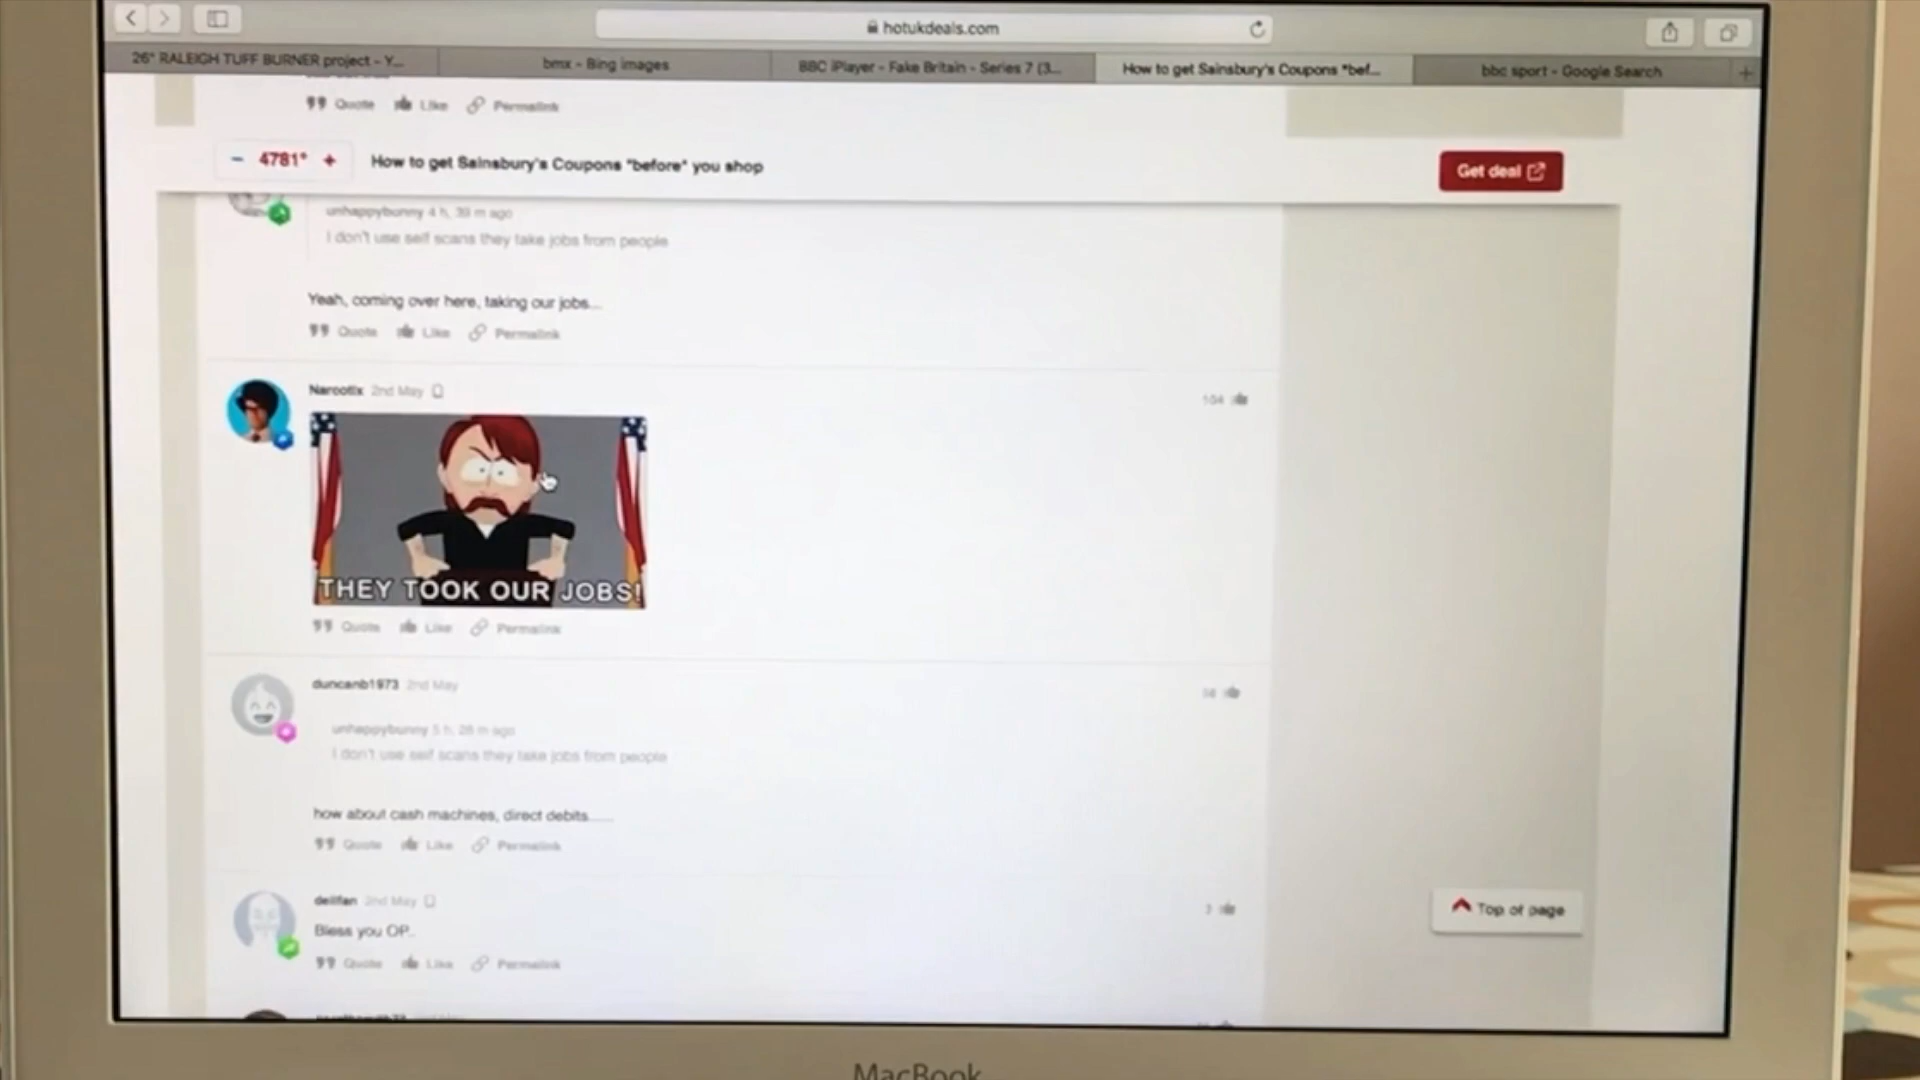 hotukdeals.com
26" RALEIGH TUFF BURNER project - Y...
bmx - Bing images
BBC iPlayer - Fake Britain - Series 7 (3...
How to get Sainsbury's Coupons *bef...
bbc sport - Google Search
Quote Like Permalink
− 4781° + How to get Sainsbury's Coupons *before* you shop
Get deal
unhappybunny 4 h, 39 m ago
I don't use self scans they take jobs from people
Yeah, coming over here, taking our jobs...
Quote Like Permalink
Narcotix 2nd May
104
THEY TOOK OUR JOBS!
Quote Like Permalink
duncanb1973 2nd May
unhappybunny 5 h, 28 m ago
I don't use self scans they take jobs from people
how about cash machines, direct debits......
Quote Like Permalink
delifan 2nd May
Bless you OP..
Quote Like Permalink
Top of page
MacBook